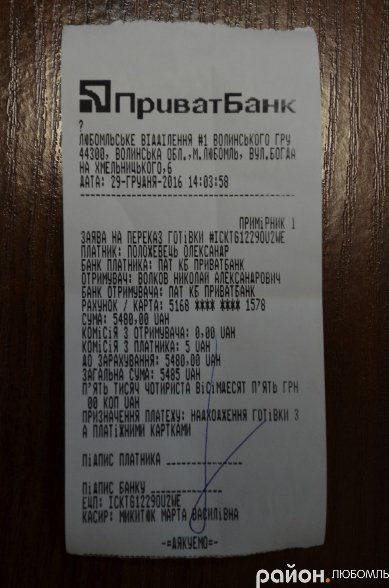 ПриватБанк
?
ЛЮБОМЛЬСЬКЕ ВІДДІЛЕННЯ #1 ВОЛИНСЬКОГО ГРУ
44300, ВОЛИНСЬКА ОБЛ.,М.ЛЮБОМЛЬ, ВУЛ.БОГДА
НА ХМЕЛЬНИЦЬКОГО,6
ДАТА: 29-ГРУДНЯ-2016 14:03:58
ПРИМІРНИК 1
ЗАЯВА НА ПЕРЕКАЗ ГОТІВКИ #ICKT612290U2WE
ПЛАТНИК: ПОЛОЖЕВЕЦЬ ОЛЕКСАНДР
БАНК ПЛАТНИКА: ПАТ КБ ПРИВАТБАНК
ОТРИМУВАЧ: ВОЛКОВ НИКОЛАЙ АЛЕКСАНДРОВИЧ
БАНК ОТРИМУВАЧА: ПАТ КБ ПРИВАТБАНК
РАХУНОК / КАРТА: 5168 **** **** 1578
СУМА: 5480,00 UAH
КОМІСІЯ З ОТРИМУВАЧА: 0,00 UAH
КОМІСІЯ З ПЛАТНИКА: 5 UAH
ДО ЗАРАХУВАННЯ: 5480,00 UAH
ЗАГАЛЬНА СУМА: 5485 UAH
П'ЯТЬ ТИСЯЧ ЧОТИРИСТА ВІСІМДЕСЯТ П'ЯТЬ ГРН
00 КОП UAH
ПРИЗНАЧЕННЯ ПЛАТЕЖУ: НАДХОДЖЕННЯ ГОТІВКИ З
А ПЛАТІЖНИМИ КАРТКАМИ
ПІДПИС ПЛАТНИКА ____________
ПІДПИС БАНКУ ____________
ЕЦП: ICKT612290U2WE
КАСИР: МИКИТЮК МАРТА ВАСИЛІВНА
-=ДЯКУЄМО=-
район.ЛЮБОМЛЬ